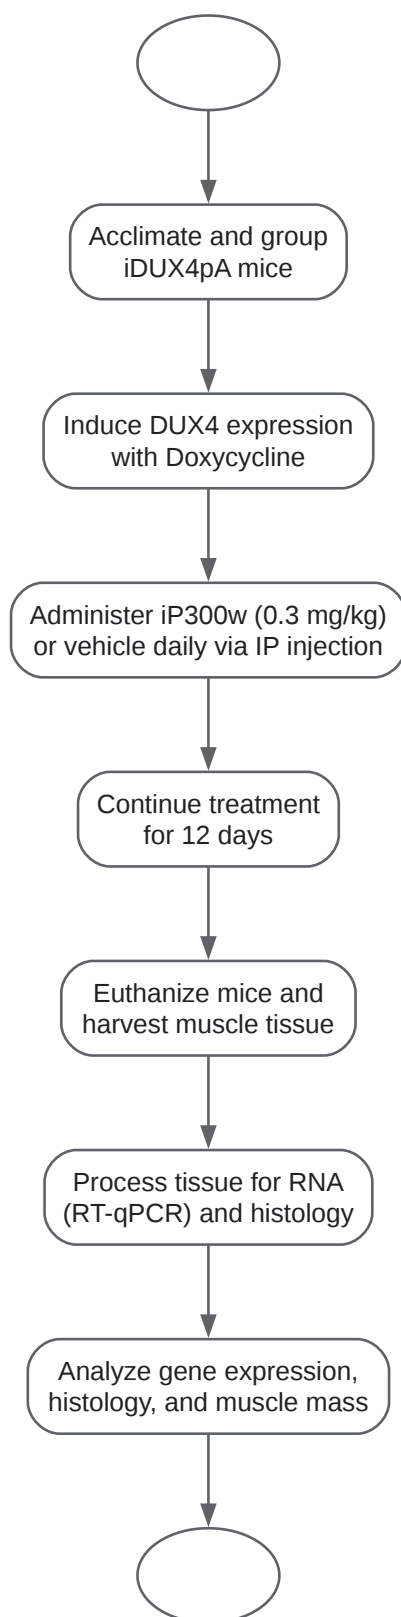 Acclimate and group
iDUX4pA mice
Induce DUX4 expression
with Doxycycline
Administer iP300w (0.3 mg/kg)
or vehicle daily via IP injection
Continue treatment
for 12 days
Euthanize mice and
harvest muscle tissue
Process tissue for RNA
(RT-qPCR) and histology
Analyze gene expression,
histology, and muscle mass